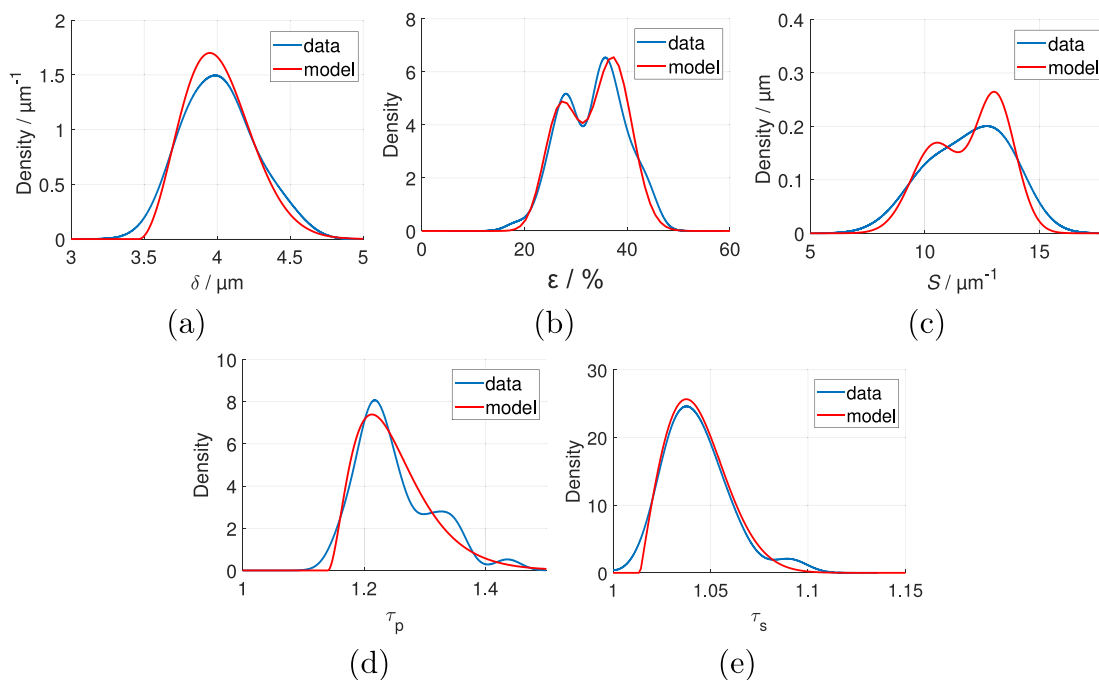 2
1.5
1
0.5
0
3
3.5
4
4.5
5
Density / µm⁻¹
δ / µm
data
model
(a)
8
6
4
2
0
0
20
40
60
Density
ε / %
data
model
(b)
0.4
0.3
0.2
0.1
0
5
10
15
Density / µm
S / µm⁻¹
data
model
(c)
10
8
6
4
2
0
1
1.2
1.4
Density
τp
data
model
(d)
30
20
10
0
1
1.05
1.1
1.15
Density
τs
data
model
(e)